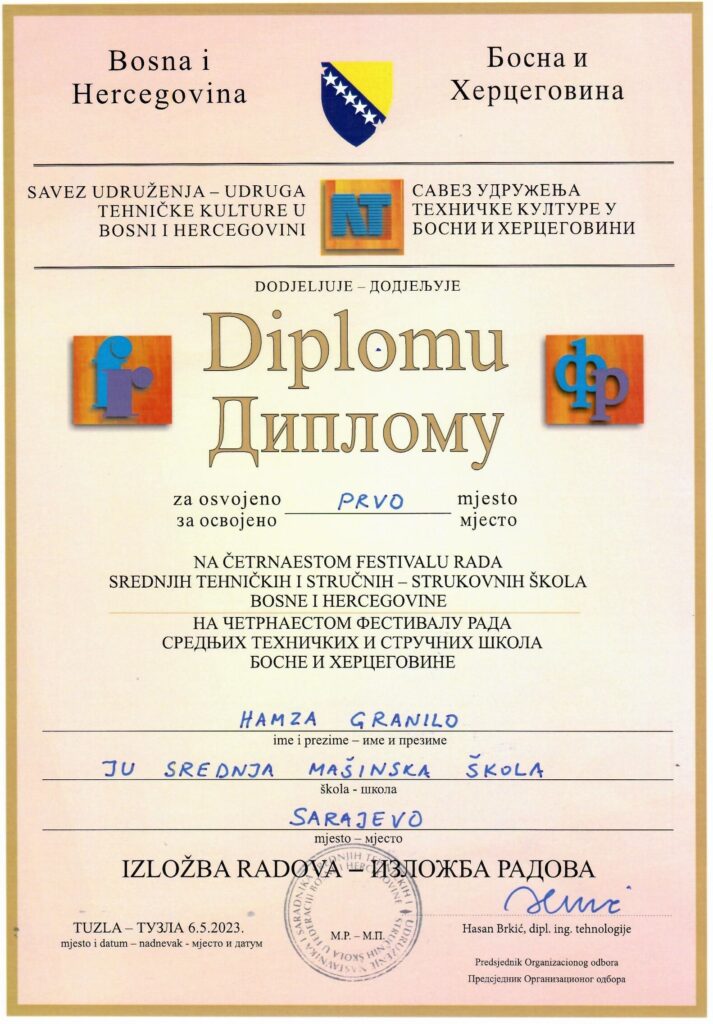 Bosna i
Hercegovina
Босна и
Херцеговина
SAVEZ UDRUŽENJA – UDRUGA
TEHNIČKE KULTURE U
BOSNI I HERCEGOVINI
NT
САВЕЗ УДРУЖЕЊА
ТЕХНИЧКЕ КУЛТУРЕ У
БОСНИ И ХЕРЦЕГОВИНИ
DODJELJUJE – ДОДЈЕЉУЈЕ
fr
Diplomu
Диплому
фр
za osvojeno PRVO mjesto
за освојено мјесто
NA ČETRNAESTOM FESTIVALU RADA
SREDNJIH TEHNIČKIH I STRUČNIH – STRUKOVNIH ŠKOLA
BOSNE I HERCEGOVINE
НА ЧЕТРНАЕСТОМ ФЕСТИВАЛУ РАДА
СРЕДЊИХ ТЕХНИЧКИХ И СТРУЧНИХ ШКОЛА
БОСНЕ И ХЕРЦЕГОВИНЕ
HAMZA GRANILO
ime i prezime – име и презиме
JU SREDNJA MAŠINSKA ŠKOLA
škola - школа
SARAJEVO
mjesto – мјесто
IZLOŽBA RADOVA – ИЗЛОЖБА РАДОВА
TUZLA – ТУЗЛА 6.5.2023.
mjesto i datum – nadnevak - мјесто и датум
M.P. – М.П.
Hasan Brkić, dipl. ing. tehnologije
Predsjednik Organizacionog odbora
Предсједник Организационог одбора